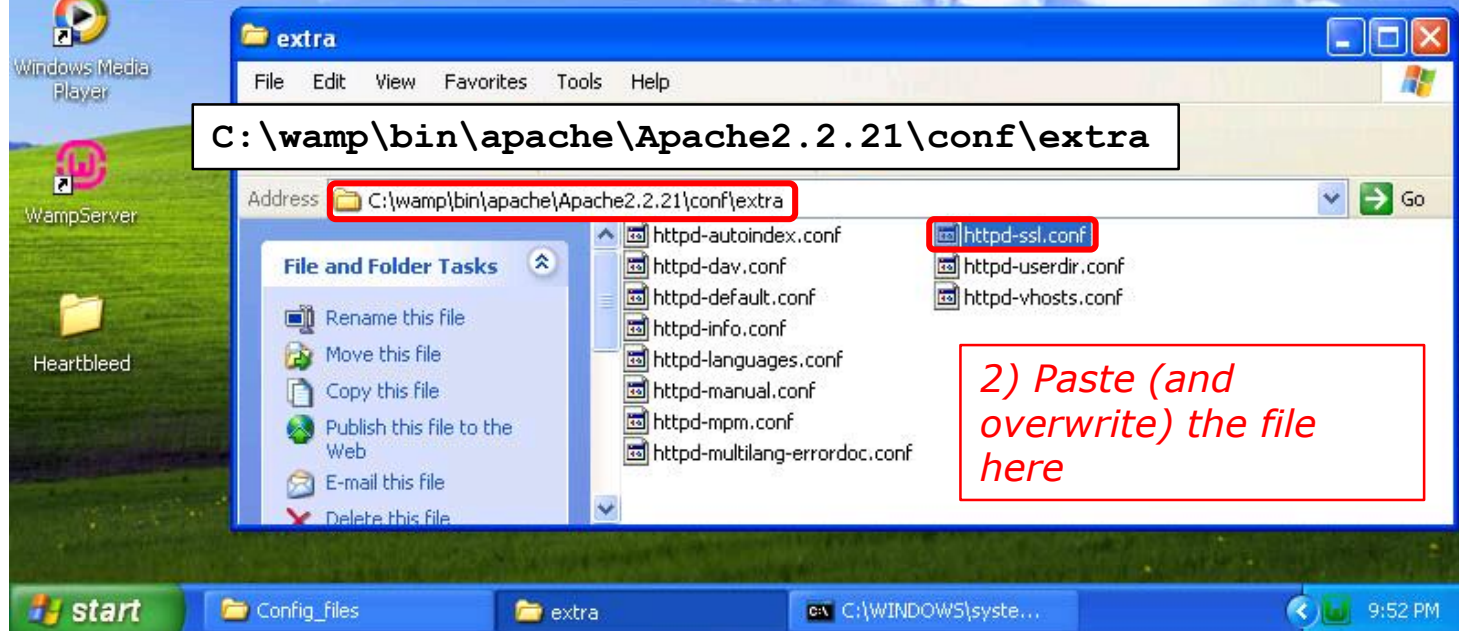 Windows Media
Player
extra
File Edit View Favorites Tools Help
C:\wamp\bin\apache\Apache2.2.21\conf\extra
WampServer
Address C:\wamp\bin\apache\Apache2.2.21\conf\extra Go
File and Folder Tasks
Rename this file
Move this file
Copy this file
Publish this file to the
Web
E-mail this file
Delete this file
httpd-autoindex.conf
httpd-dav.conf
httpd-default.conf
httpd-info.conf
httpd-languages.conf
httpd-manual.conf
httpd-mpm.conf
httpd-multilang-errordoc.conf
httpd-ssl.conf
httpd-userdir.conf
httpd-vhosts.conf
Heartbleed
2) Paste (and
overwrite) the file
here
start Config_files extra C:\WINDOWS\syste... 9:52 PM